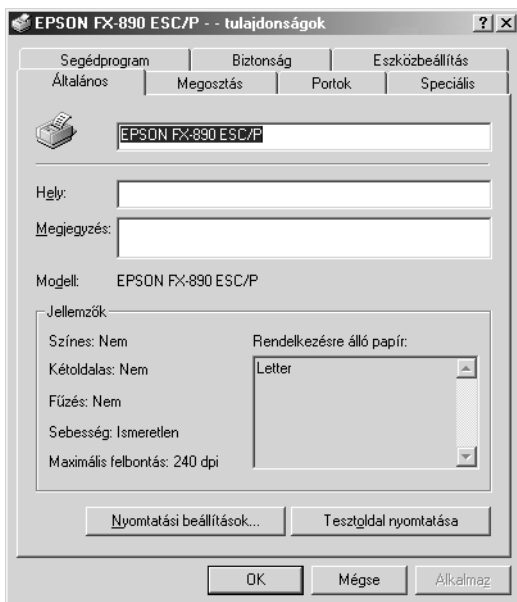 EPSON FX-890 ESC/P - - tulajdonságok
Segédprogram Biztonság Eszközbeállítás
Általános Megosztás Portok Speciális
EPSON FX-890 ESC/P
Hely:
Megjegyzés:
Modell: EPSON FX-890 ESC/P
Jellemzők
Színes: Nem Rendelkezésre álló papír:
Kétoldalas: Nem Letter
Fűzés: Nem
Sebesség: Ismeretlen
Maximális felbontás: 240 dpi
Nyomtatási beállítások... Tesztoldal nyomtatása
OK Mégse Alkalmaz